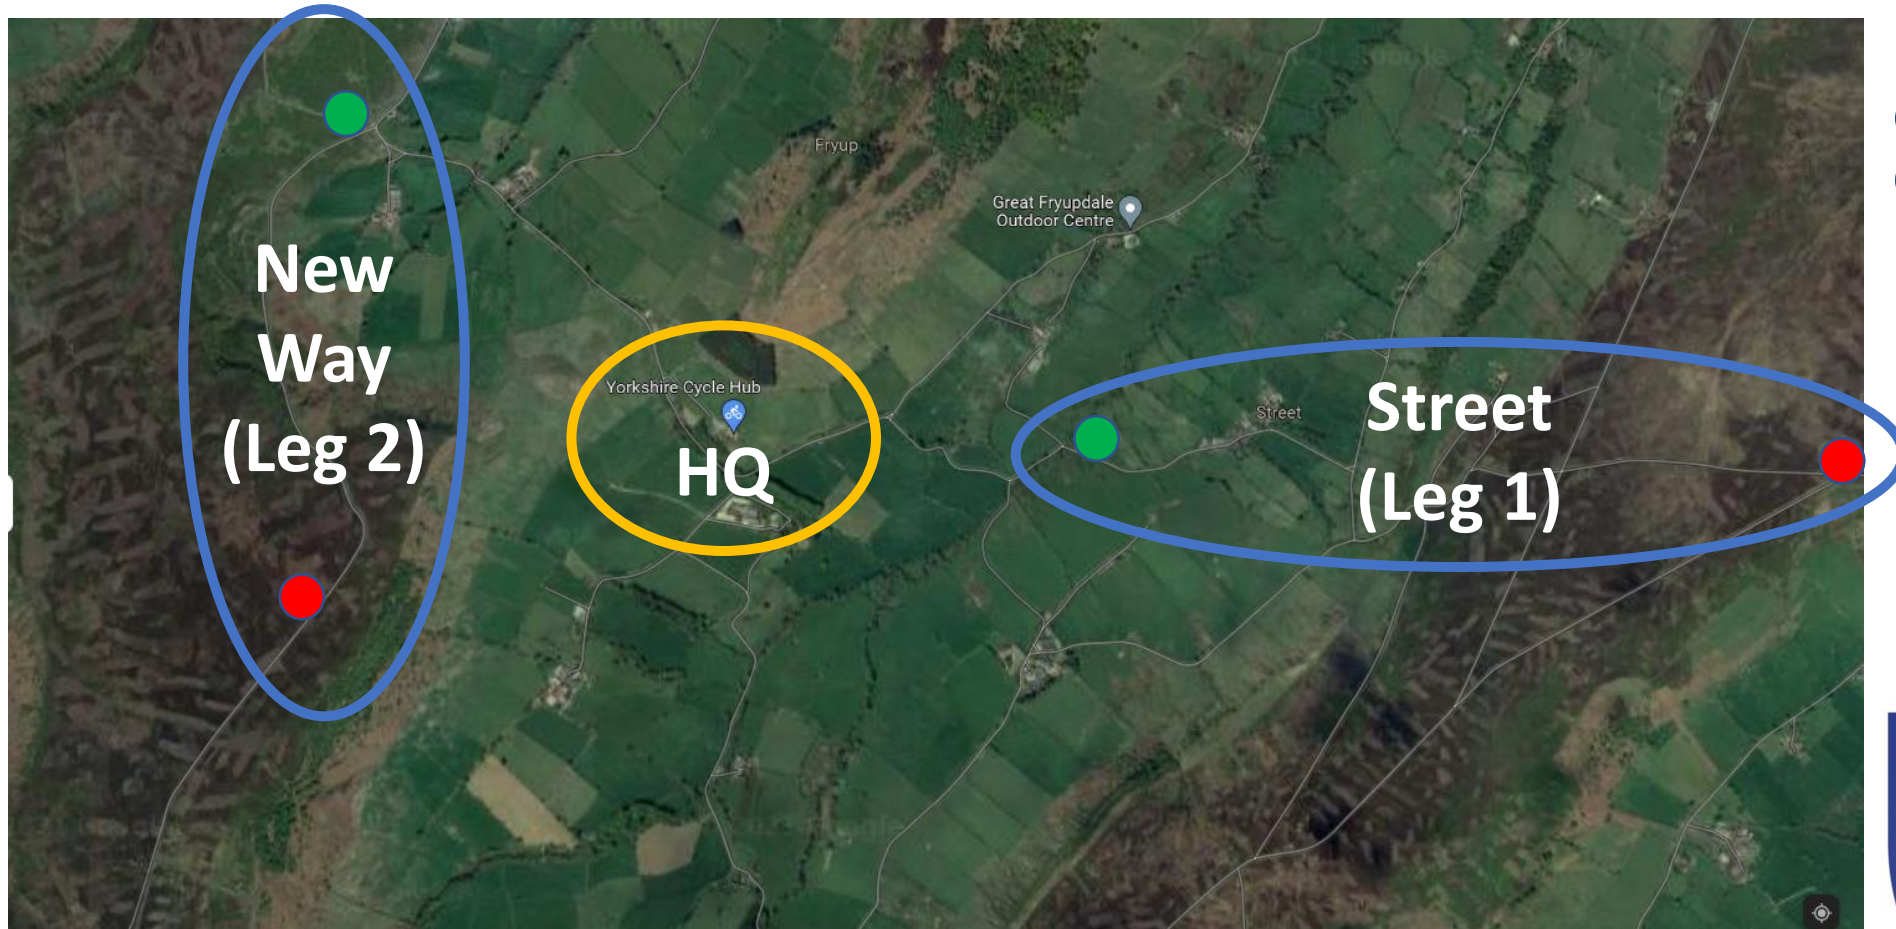 Fryup
Great Fryupdale
Outdoor Centre
New
Way
(Leg 2)
Yorkshire Cycle Hub
HQ
Street
Street
(Leg 1)